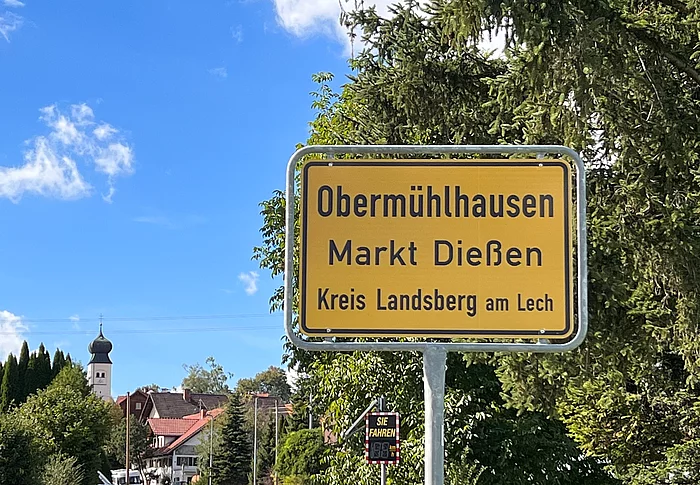 Obermühlhausen
Markt Dießen
Kreis Landsberg am Lech
SIE
FAHREN